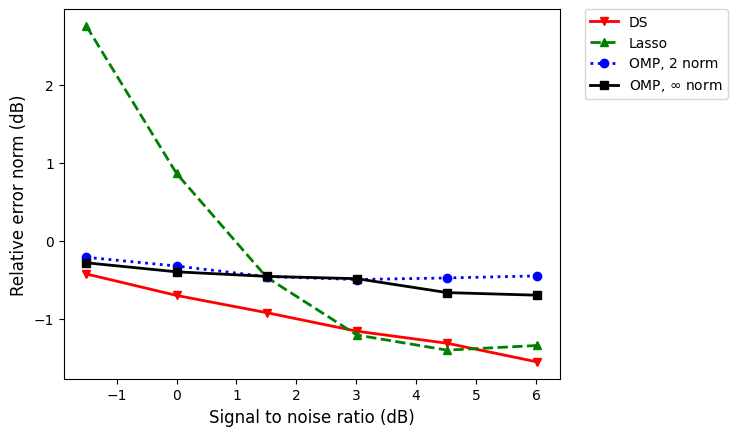 DS
Lasso
OMP, 2 norm
OMP, ∞ norm
Relative error norm (dB)
2
1
0
−1
−1 0 1 2 3 4 5 6
Signal to noise ratio (dB)